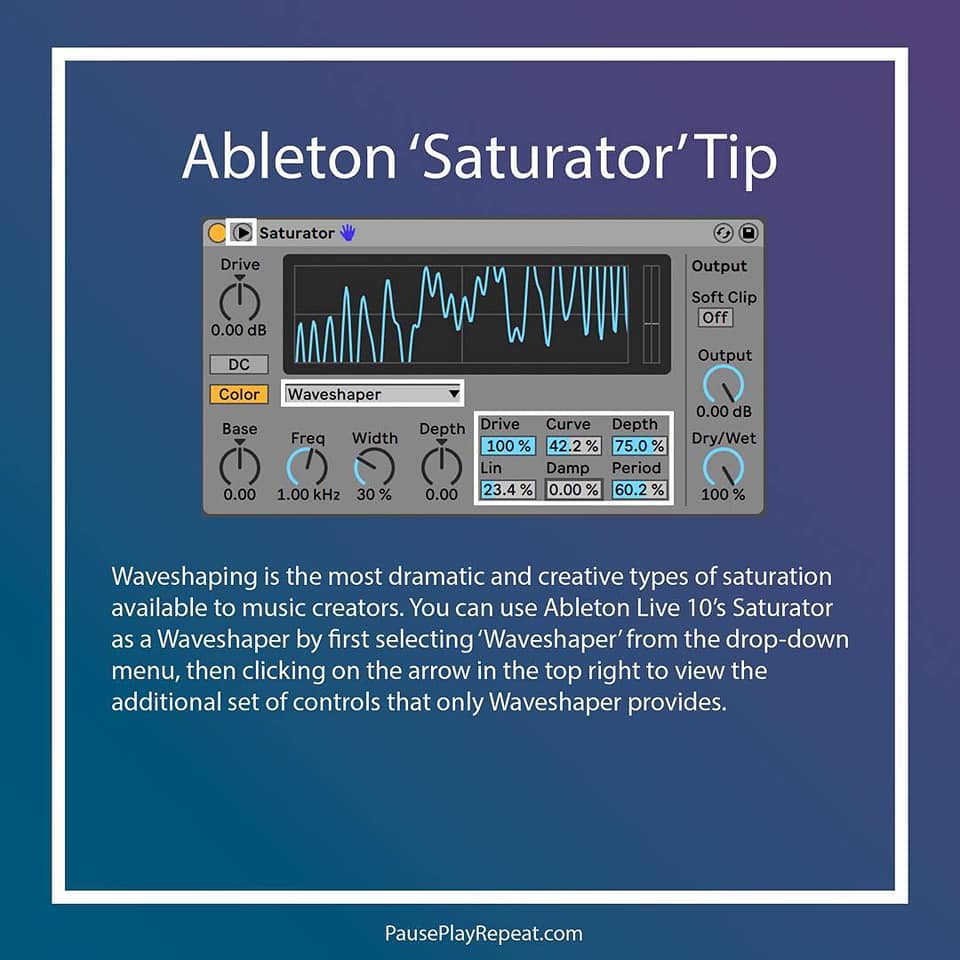 Ableton ‘Saturator’ Tip
Saturator
Drive
0.00 dB
DC
Color
Waveshaper
Base
0.00
Freq
1.00 kHz
Width
30 %
Depth
0.00
Drive Curve Depth
100 % 42.2 % 75.0 %
Lin Damp Period
23.4 % 0.00 % 60.2 %
Output
Soft Clip
Off
Output
0.00 dB
Dry/Wet
100 %
Waveshaping is the most dramatic and creative types of saturation
available to music creators. You can use Ableton Live 10’s Saturator
as a Waveshaper by first selecting ‘Waveshaper’ from the drop-down
menu, then clicking on the arrow in the top right to view the
additional set of controls that only Waveshaper provides.
PausePlayRepeat.com